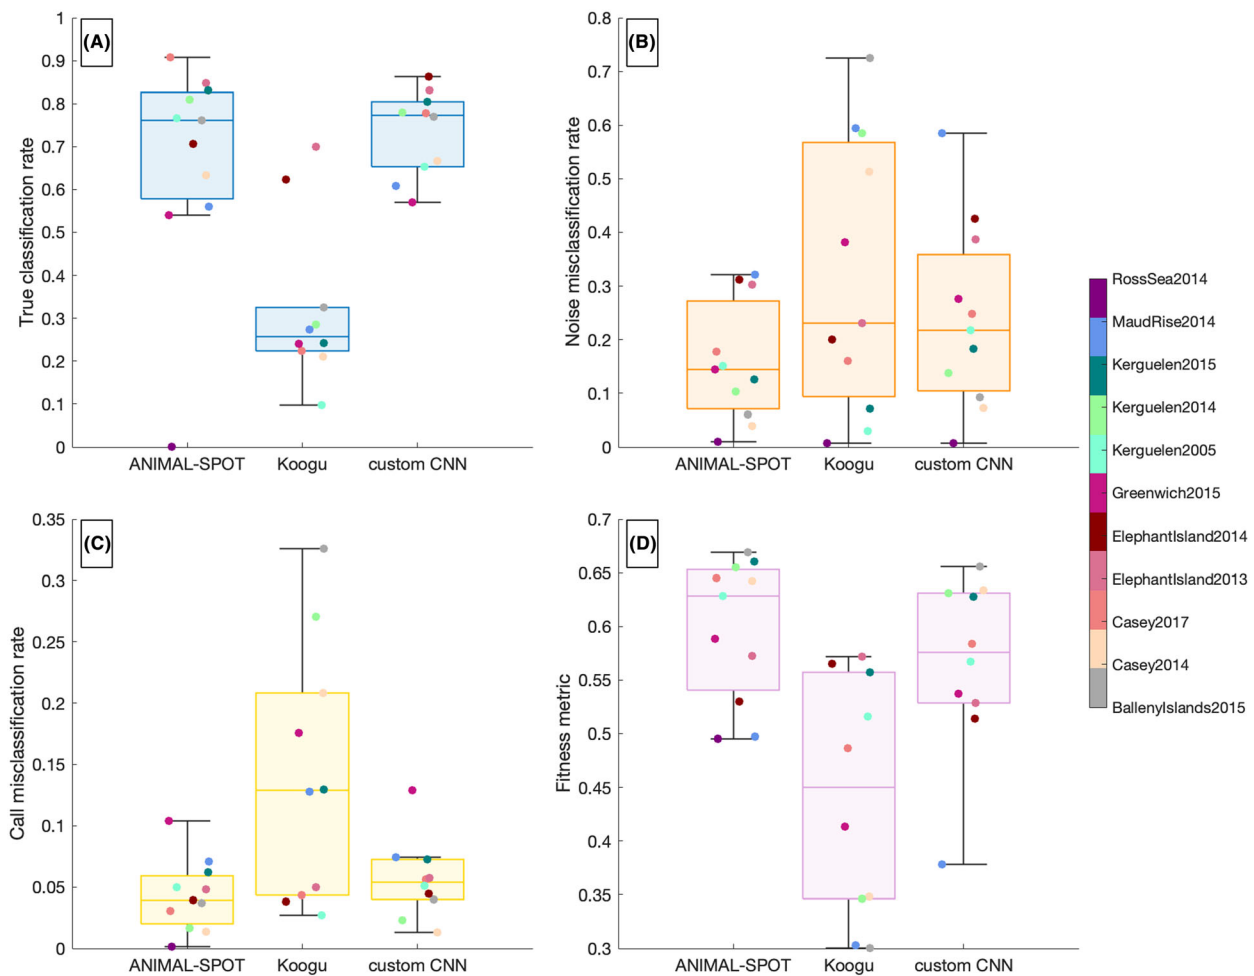 (A)
True classification rate
1
0.9
0.8
0.7
0.6
0.5
0.4
0.3
0.2
0.1
0
ANIMAL-SPOT Koogu custom CNN
(B)
Noise misclassification rate
0.8
0.7
0.6
0.5
0.4
0.3
0.2
0.1
0
ANIMAL-SPOT Koogu custom CNN
(C)
Call misclassification rate
0.35
0.3
0.25
0.2
0.15
0.1
0.05
0
ANIMAL-SPOT Koogu custom CNN
(D)
Fitness metric
0.7
0.65
0.6
0.55
0.5
0.45
0.4
0.35
0.3
ANIMAL-SPOT Koogu custom CNN
RossSea2014
MaudRise2014
Kerguelen2015
Kerguelen2014
Kerguelen2005
Greenwich2015
ElephantIsland2014
ElephantIsland2013
Casey2017
Casey2014
BallenyIslands2015